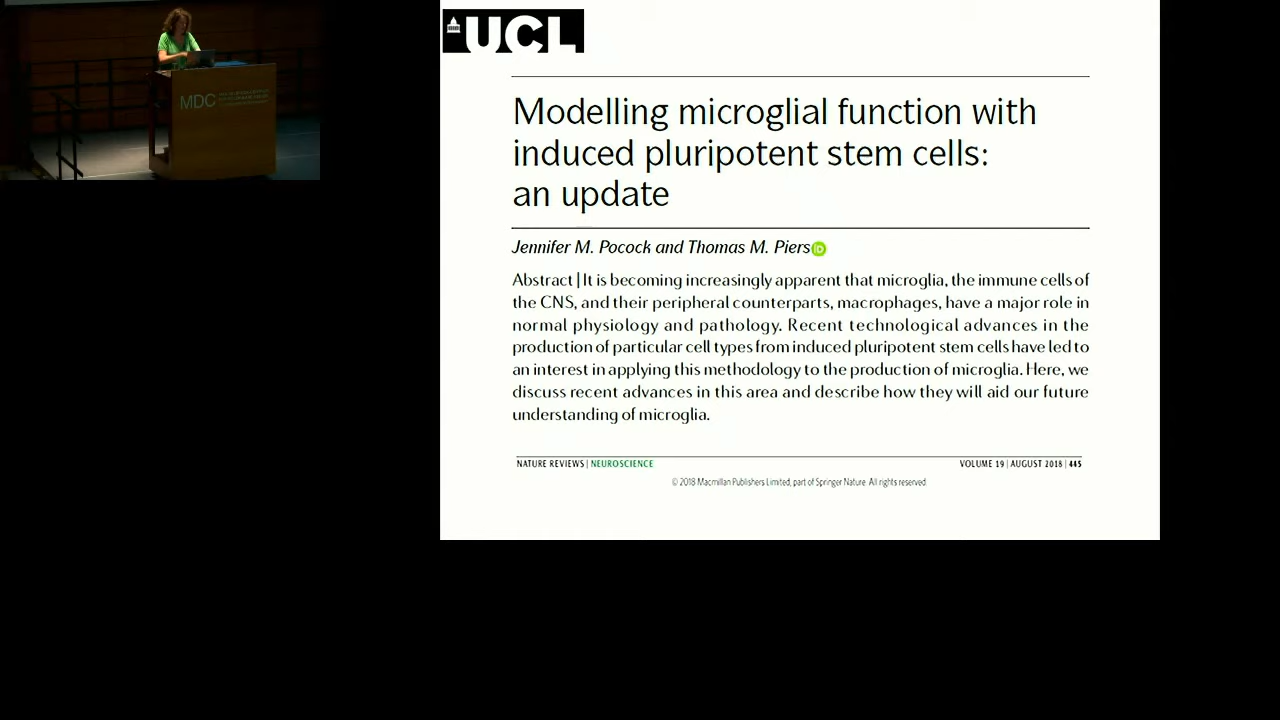 UCL
Modelling microglial function with
induced pluripotent stem cells:
an update
Jennifer M. Pocock and Thomas M. Piers iD
Abstract | It is becoming increasingly apparent that microglia, the immune cells of
the CNS, and their peripheral counterparts, macrophages, have a major role in
normal physiology and pathology. Recent technological advances in the
production of particular cell types from induced pluripotent stem cells have led to
an interest in applying this methodology to the production of microglia. Here, we
discuss recent advances in this area and describe how they will aid our future
understanding of microglia.
NATURE REVIEWS | NEUROSCIENCE VOLUME 19 | AUGUST 2018 | 445
© 2018 Macmillan Publishers Limited, part of Springer Nature. All rights reserved.
MDC